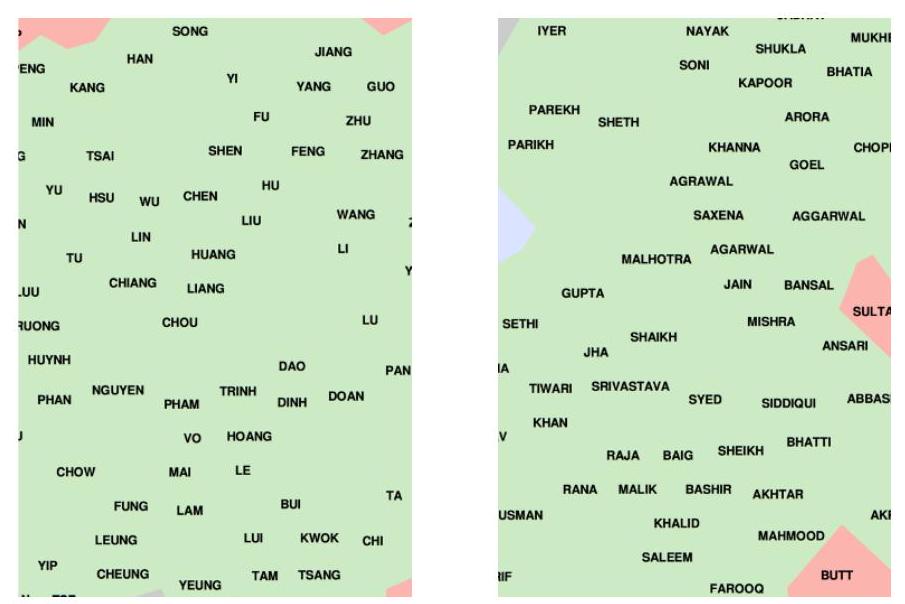 SONG
JIANG
HAN
ENG
YI
KANG
YANG
GUO
FU
MIN
ZHU
SHEN
FENG
ZHANG
G
TSAI
HU
YU
HSU
WU
CHEN
WANG
LIU
N
LIN
LI
TU
HUANG
Y
CHIANG
LIANG
LUU
CHOU
LU
RUONG
HUYNH
DAO
PAN
NGUYEN
TRINH
PHAN
PHAM
DINH
DOAN
VO
HOANG
CHOW
MAI
LE
TA
FUNG
LAM
BUI
LEUNG
LUI
KWOK
CHI
YIP
CHEUNG
TAM
TSANG
YEUNG
IYER
NAYAK
MUKHE
SHUKLA
SONI
BHATIA
KAPOOR
PAREKH
SHETH
ARORA
PARIKH
KHANNA
CHOP
GOEL
AGRAWAL
SAXENA
AGGARWAL
AGARWAL
MALHOTRA
JAIN
BANSAL
GUPTA
SULTA
SETHI
MISHRA
SHAIKH
ANSARI
JHA
IA
TIWARI
SRIVASTAVA
SYED
SIDDIQUI
ABBAS
KHAN
V
BHATTI
RAJA
BAIG
SHEIKH
RANA
MALIK
BASHIR
AKHTAR
USMAN
KHALID
AK
MAHMOOD
SALEEM
RIF
BUTT
FAROOQ